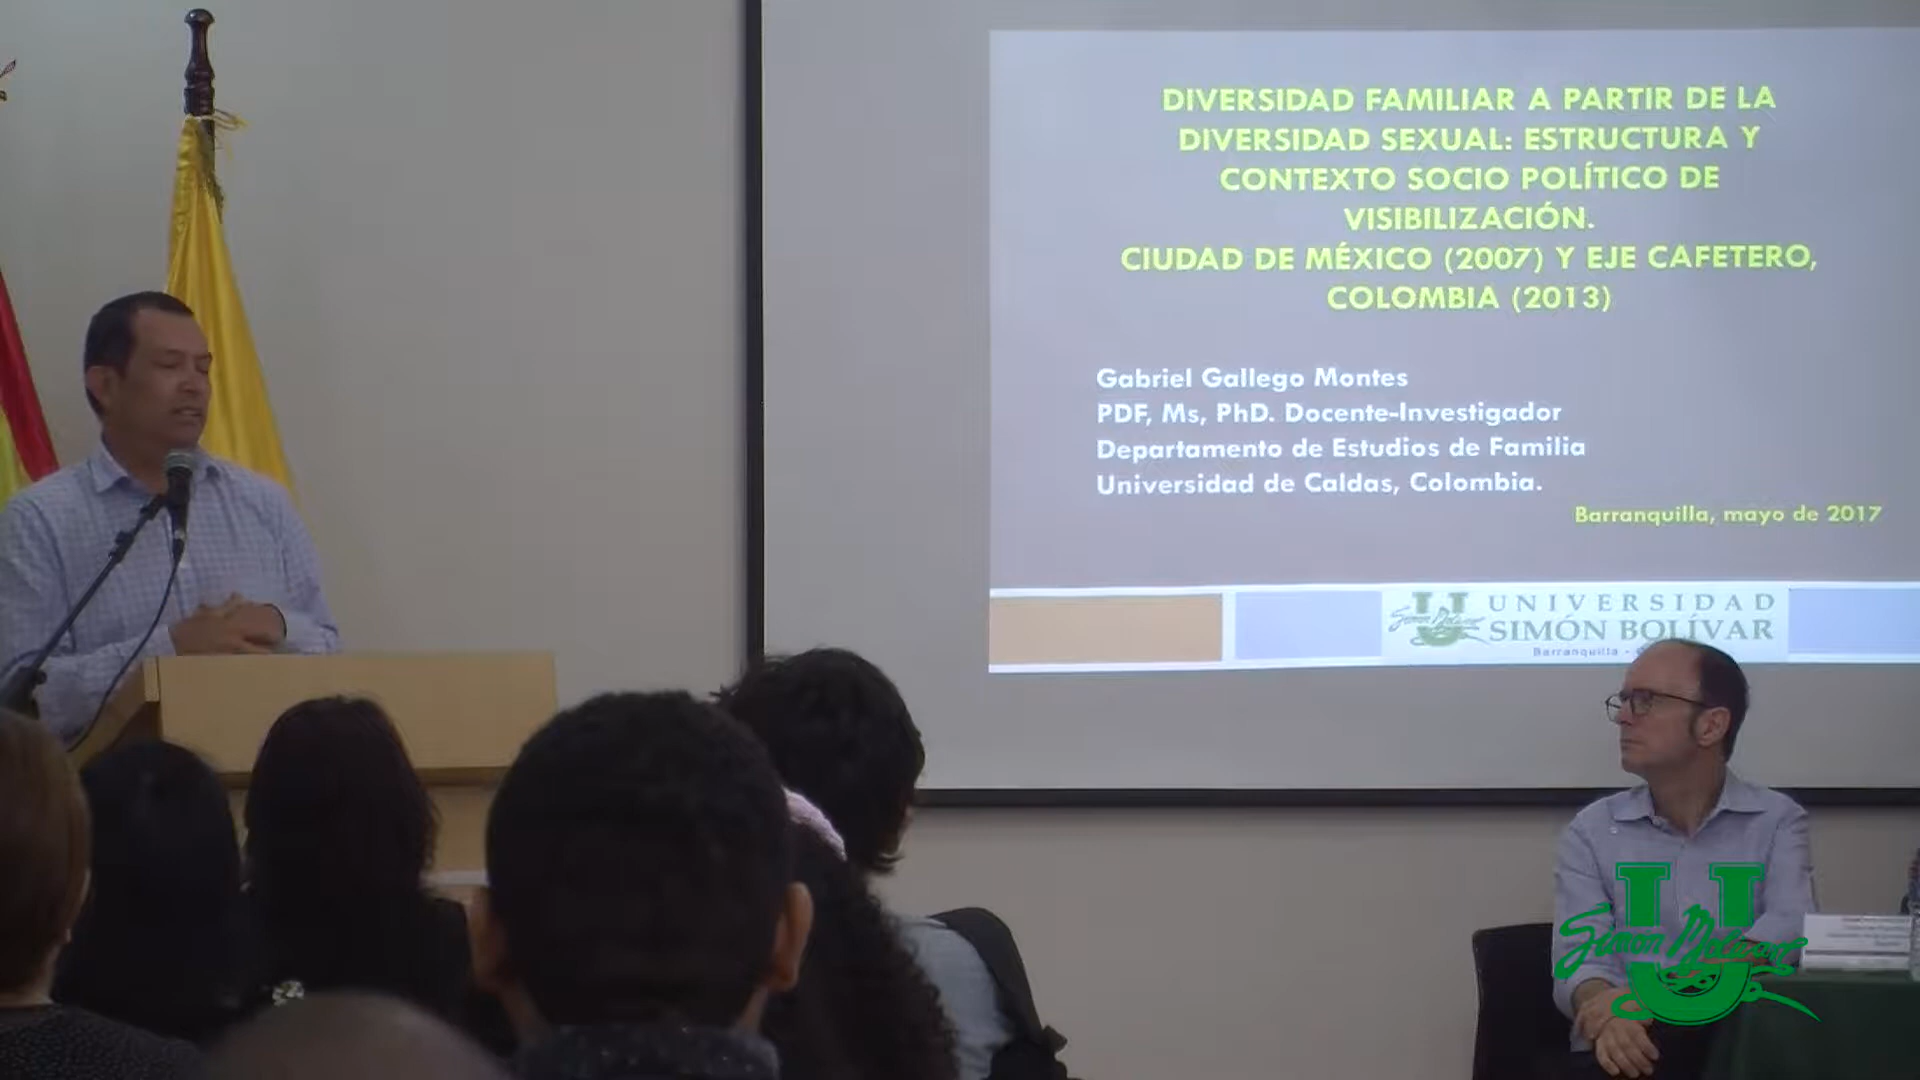 DIVERSIDAD FAMILIAR A PARTIR DE LA
DIVERSIDAD SEXUAL: ESTRUCTURA Y
CONTEXTO SOCIO POLÍTICO DE
VISIBILIZACIÓN.
CIUDAD DE MÉXICO (2007) Y EJE CAFETERO,
COLOMBIA (2013)
Gabriel Gallego Montes
PDF, Ms, PhD. Docente-Investigador
Departamento de Estudios de Familia
Universidad de Caldas, Colombia.
Barranquilla, mayo de 2017
UNIVERSIDAD
SIMÓN BOLÍVAR
Barranquilla -
U
Simón Bolívar